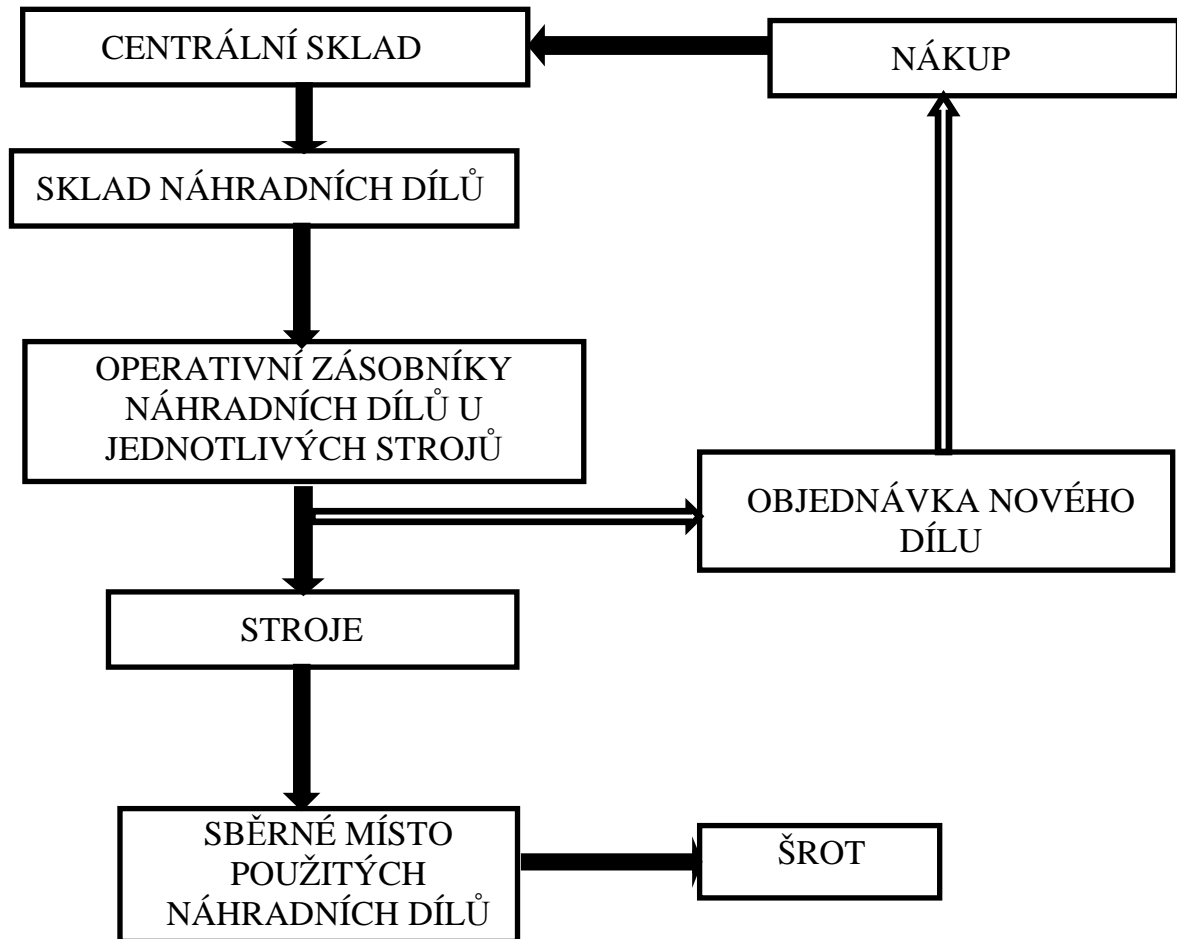 CENTRÁLNÍ SKLAD
NÁKUP
SKLAD NÁHRADNÍCH DÍLŮ
OPERATIVNÍ ZÁSOBNÍKY
NÁHRADNÍCH DÍLŮ U
JEDNOTLIVÝCH STROJŮ
OBJEDNÁVKA NOVÉHO
DÍLU
STROJE
SBĚRNÉ MÍSTO
POUŽITÝCH
NÁHRADNÍCH DÍLŮ
ŠROT